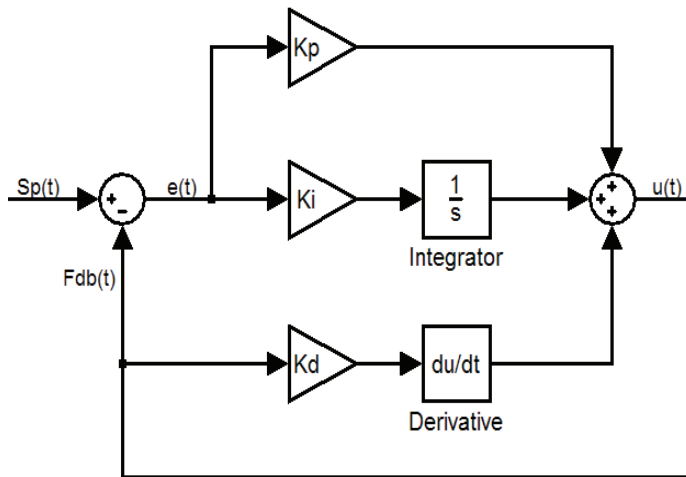 Kp
Sp(t)
e(t)
Ki
1
s
u(t)
+
-
+
+
+
Integrator
Fdb(t)
Kd
du/dt
Derivative